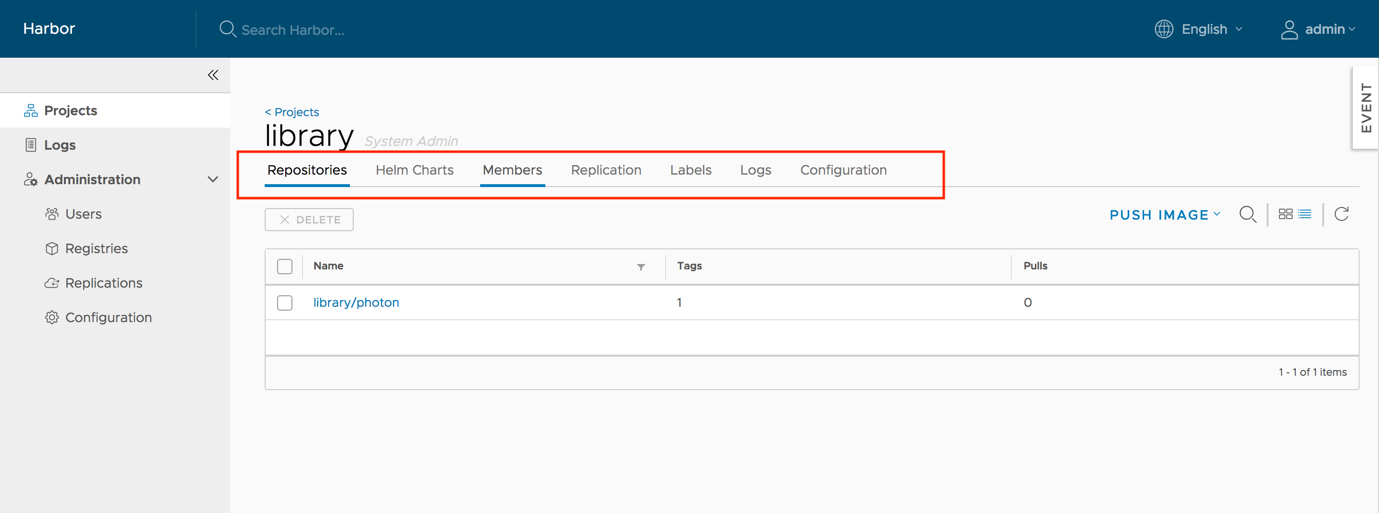 Harbor
Search Harbor...
English
admin
EVENT
Projects
Logs
Administration
Users
Registries
Replications
Configuration
< Projects
library System Admin
Repositories Helm Charts Members Replication Labels Logs Configuration
DELETE PUSH IMAGE
Name Tags Pulls
library/photon 1 0
1 - 1 of 1 items